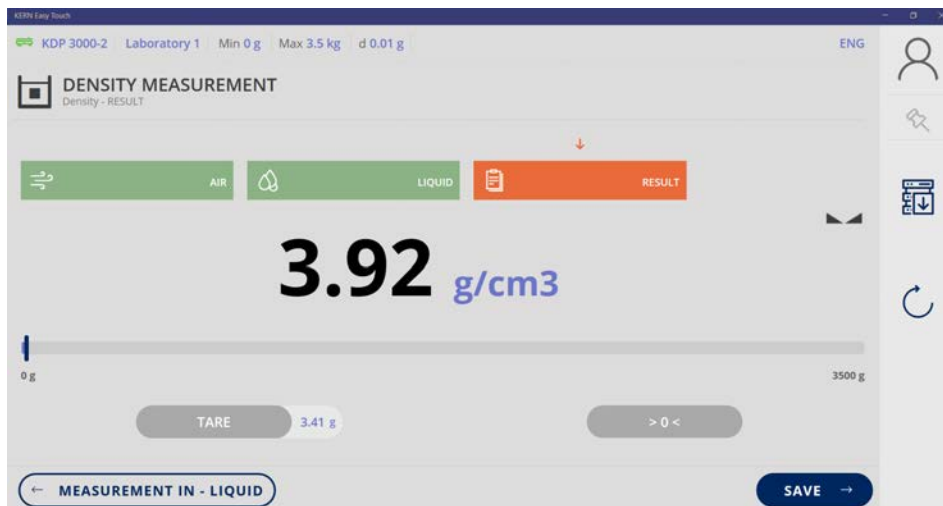 KERN Easy Touch
KDP 3000-2 Laboratory 1 Min 0 g Max 3.5 kg d 0.01 g ENG
DENSITY MEASUREMENT
Density - RESULT
↓
AIR LIQUID RESULT
3.92 g/cm3
0 g 3500 g
TARE 3.41 g > 0 <
← MEASUREMENT IN - LIQUID SAVE →